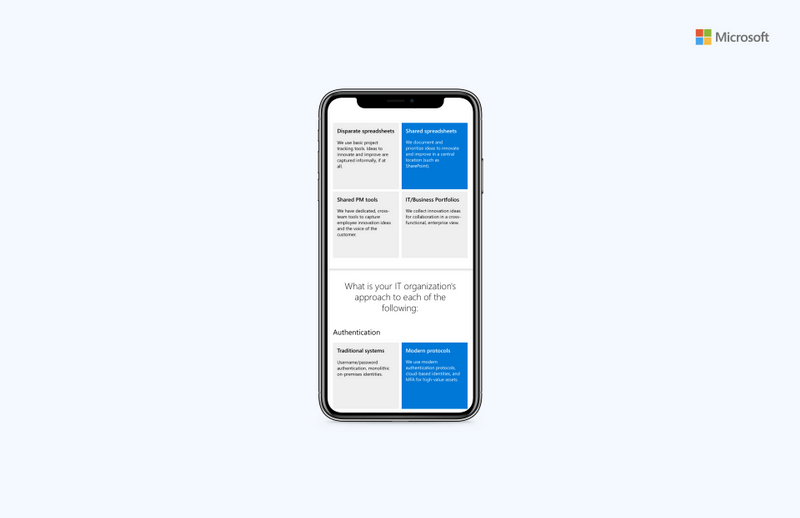 Microsoft
Disparate spreadsheets
We use basic project
tracking tools. Ideas to
innovate and improve are
captured informally, if at
all.
Shared spreadsheets
We document and
prioritize ideas to innovate
and improve in a central
location (such as
SharePoint).
Shared PM tools
We have dedicated, cross-
team tools to capture
employee innovation ideas
and the voice of the
customer.
IT/Business Portfolios
We collect innovation ideas
for collaboration in a cross-
functional, enterprise view.
What is your IT organization's
approach to each of the
following:
Authentication
Traditional systems
Username/password
authentication, monolithic
on-premises identities.
Modern protocols
We use modern
authentication protocols,
cloud-based identities, and
MFA for high-value assets.